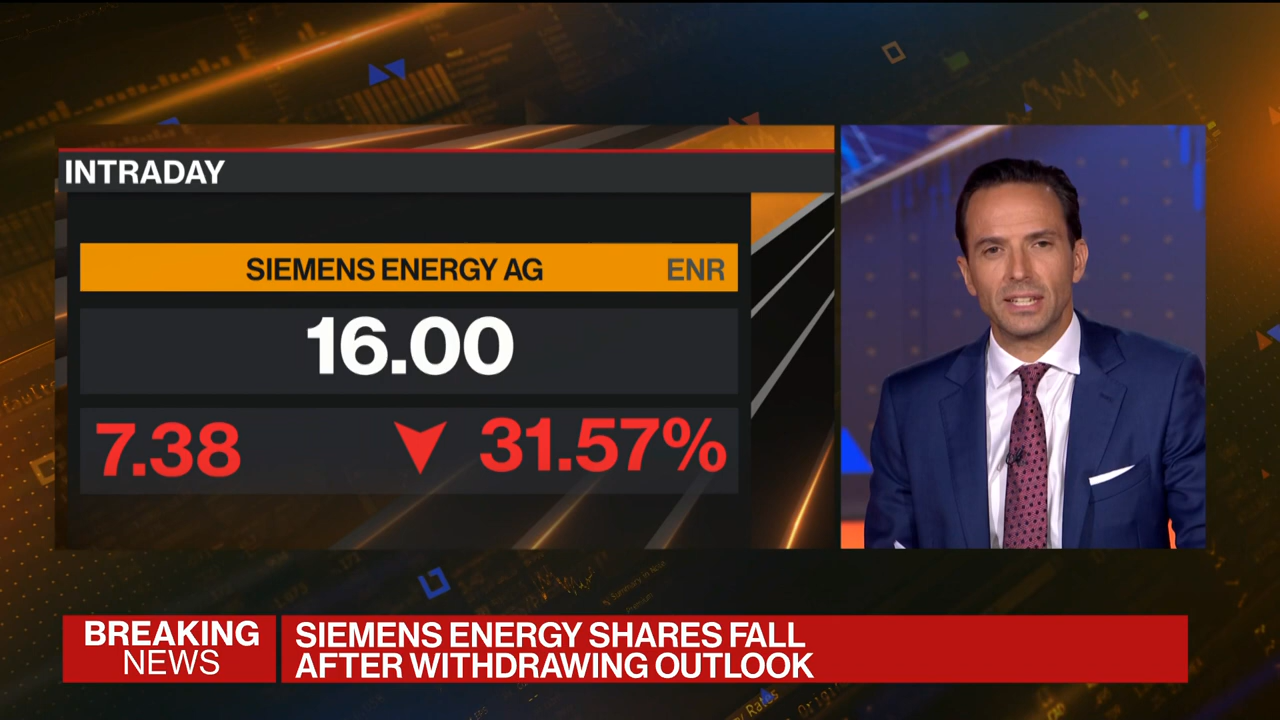 INTRADAY
SIEMENS ENERGY AG ENR
16.00
7.38 31.57%
BREAKING
NEWS
SIEMENS ENERGY SHARES FALL
AFTER WITHDRAWING OUTLOOK